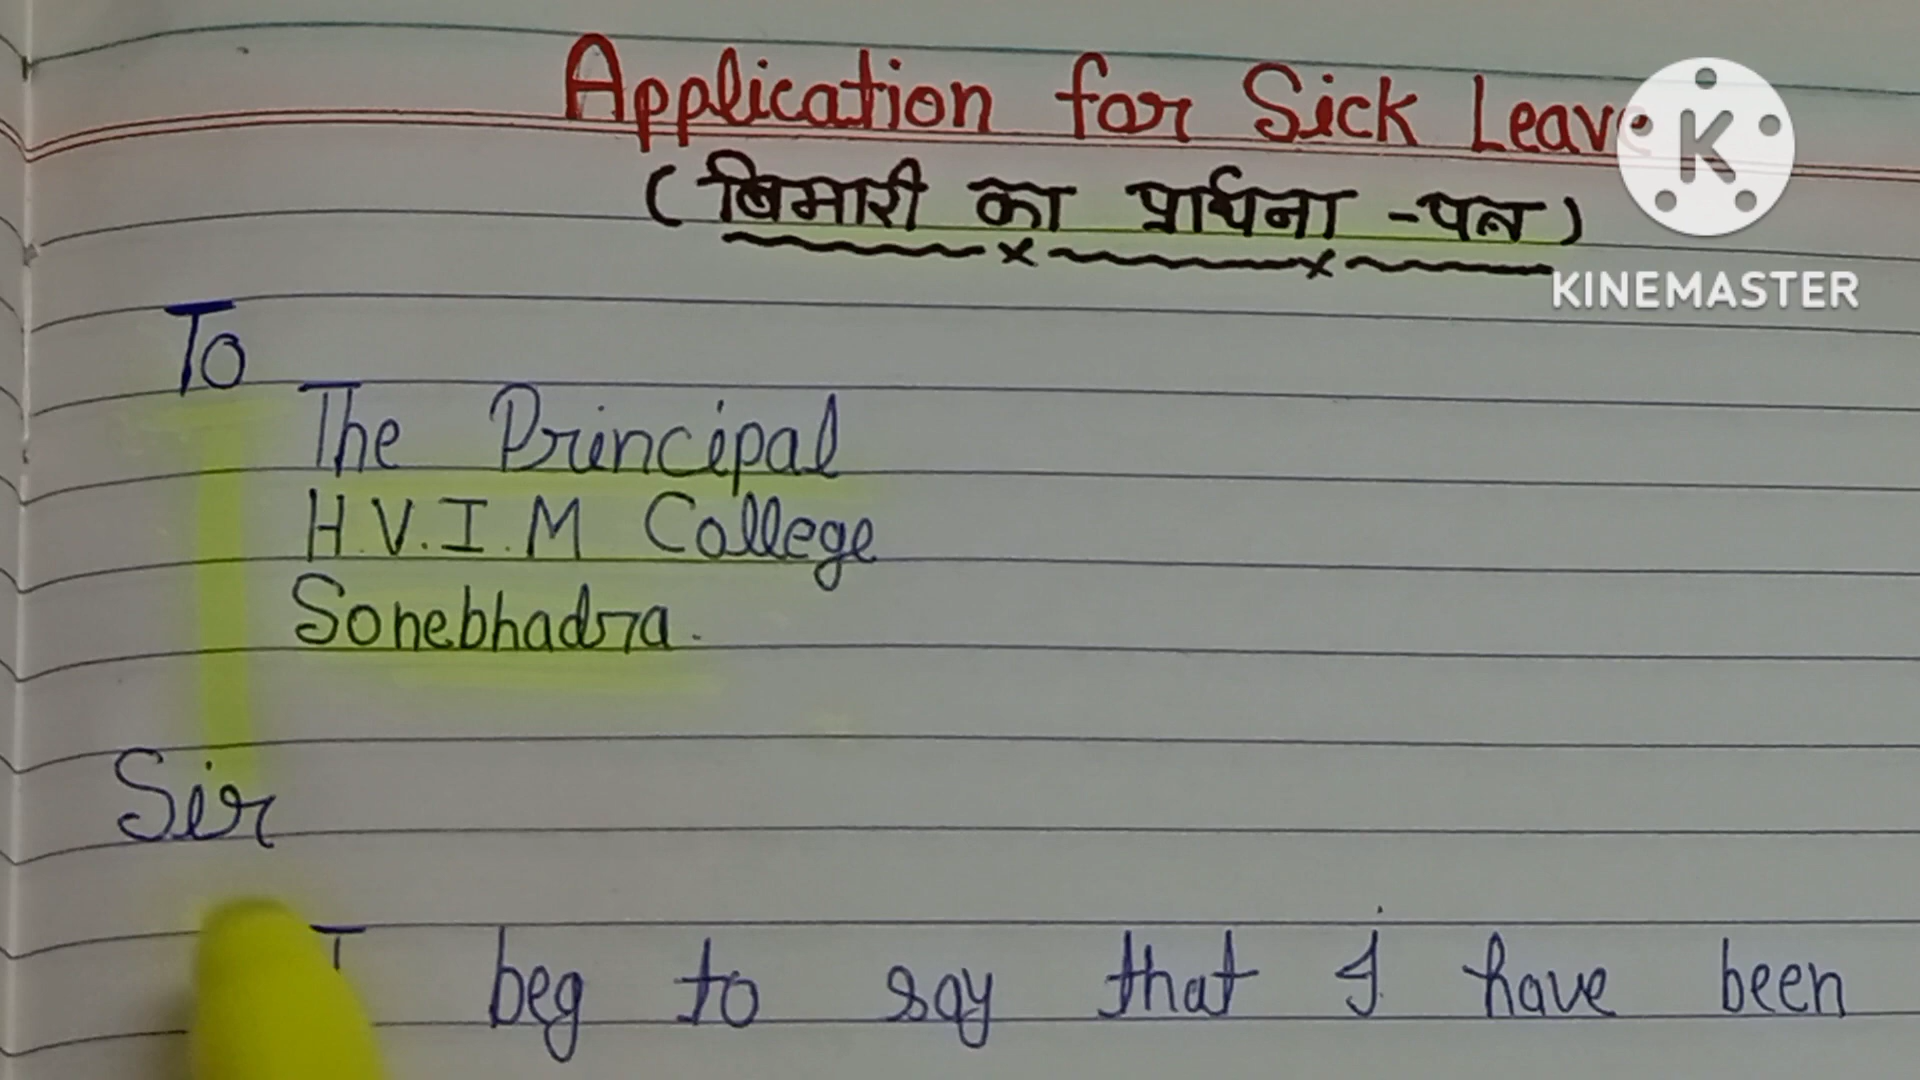 Application for Sick Leave
(बिमारी का प्रार्थना-पत्र)
KINEMASTER
To
The Principal
H.V.I.M College
Sonebhadra.
Sir
I beg to say that I have been